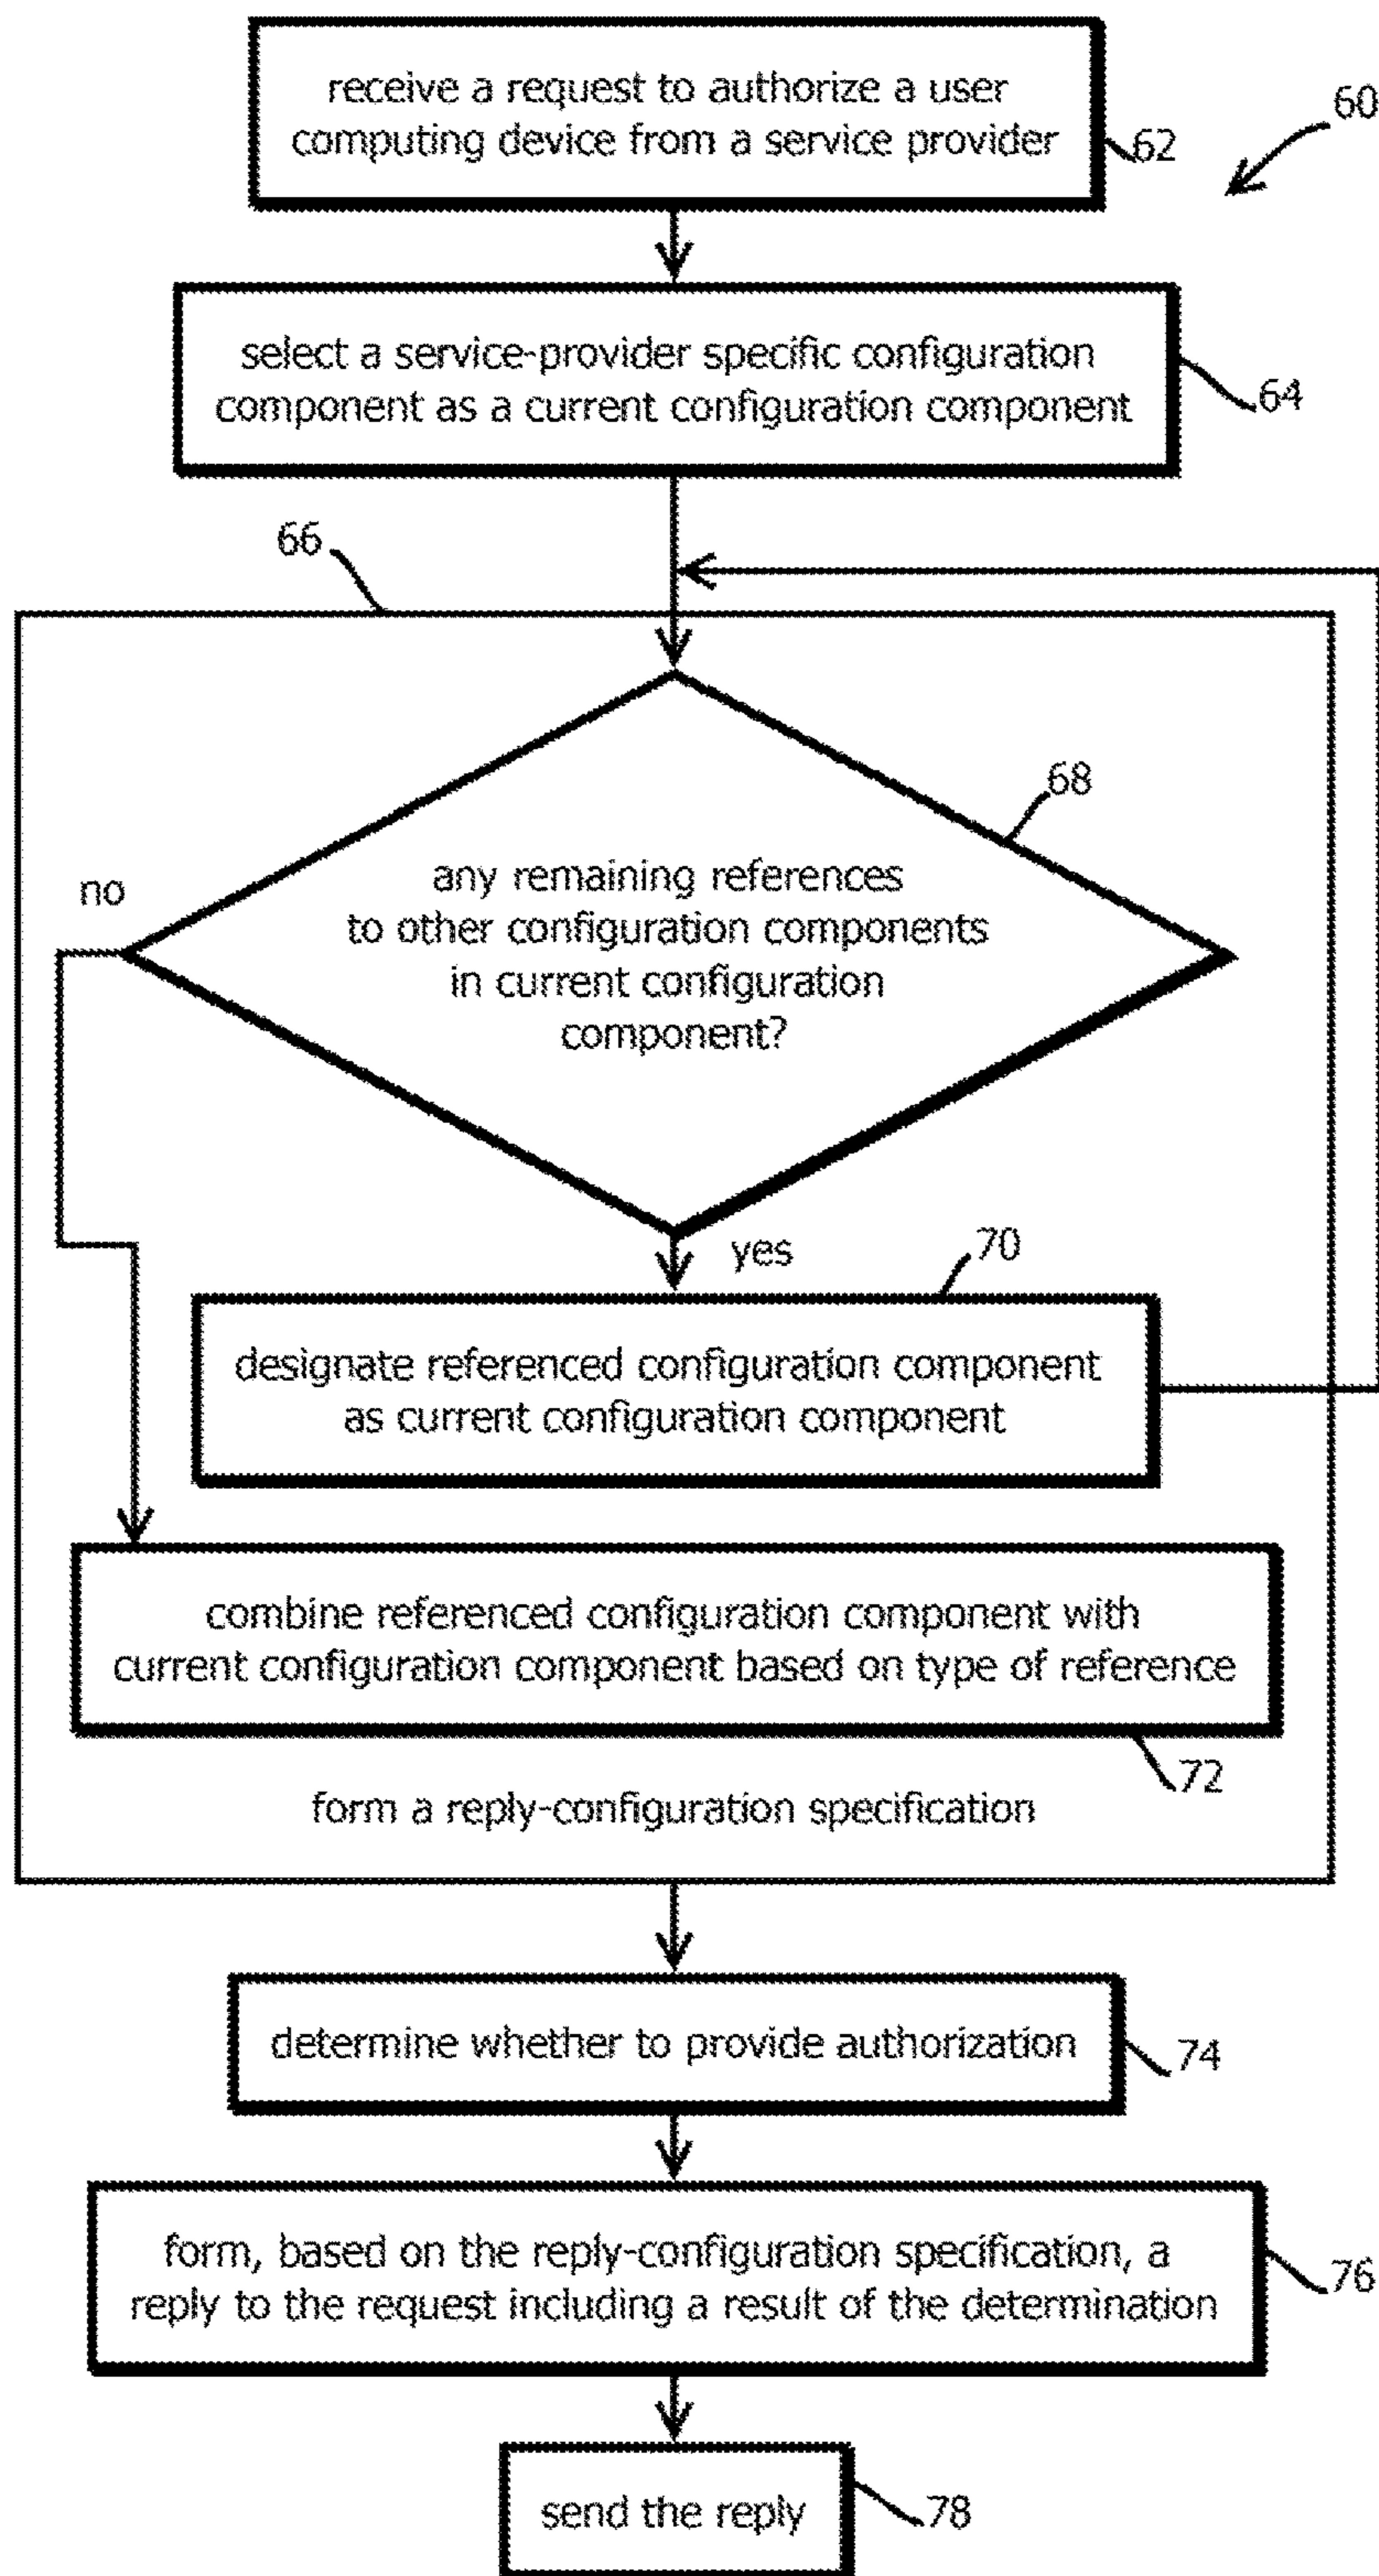 receive a request to authorize a user
computing device from a service provider
60
62
select a service-provider specific configuration
component as a current configuration component
64
66
68
no
any remaining references
to other configuration components
in current configuration
component?
yes
70
designate referenced configuration component
as current configuration component
combine referenced configuration component with
current configuration component based on type of reference
72
form a reply-configuration specification
determine whether to provide authorization
74
form, based on the reply-configuration specification, a
reply to the request including a result of the determination
76
send the reply
78